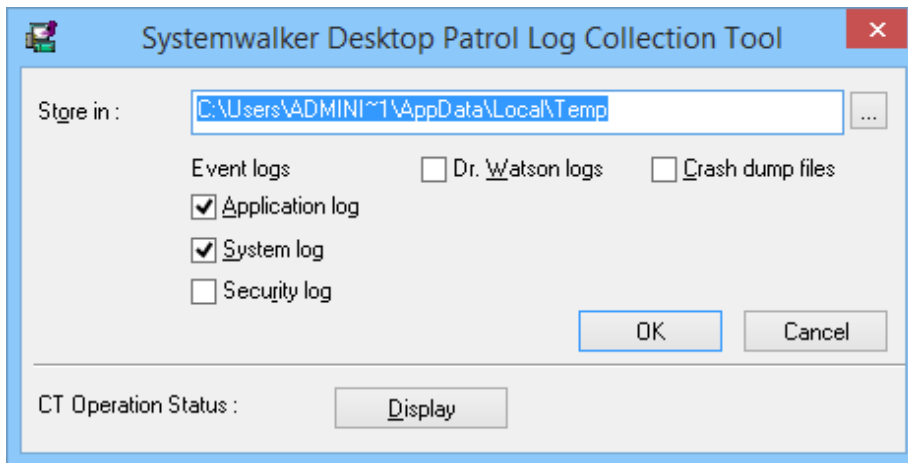 Systemwalker Desktop Patrol Log Collection Tool
Store in : C:\Users\ADMINI~1\AppData\Local\Temp ...
Event logs Dr. Watson logs Crash dump files
Application log
System log
Security log
OK Cancel
CT Operation Status : Display